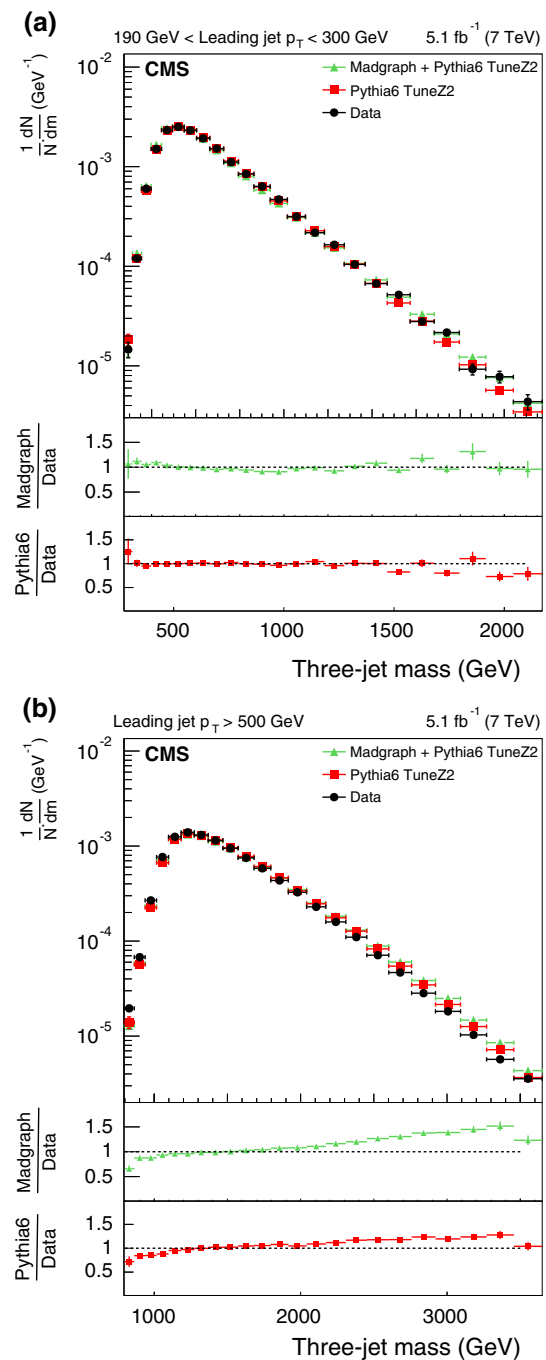 (a)
190 GeV < Leading jet p_T < 300 GeV 5.1 fb⁻¹ (7 TeV)
CMS
Madgraph + Pythia6 TuneZ2
Pythia6 TuneZ2
Data
1/N · dN/dm (GeV⁻¹)
10⁻²
10⁻³
10⁻⁴
10⁻⁵
Madgraph / Data
1.5
1
0.5
Pythia6 / Data
1.5
1
0.5
500 1000 1500 2000
Three-jet mass (GeV)
(b)
Leading jet p_T > 500 GeV 5.1 fb⁻¹ (7 TeV)
CMS
Madgraph + Pythia6 TuneZ2
Pythia6 TuneZ2
Data
1/N · dN/dm (GeV⁻¹)
10⁻²
10⁻³
10⁻⁴
10⁻⁵
Madgraph / Data
1.5
1
0.5
Pythia6 / Data
1.5
1
0.5
1000 2000 3000
Three-jet mass (GeV)